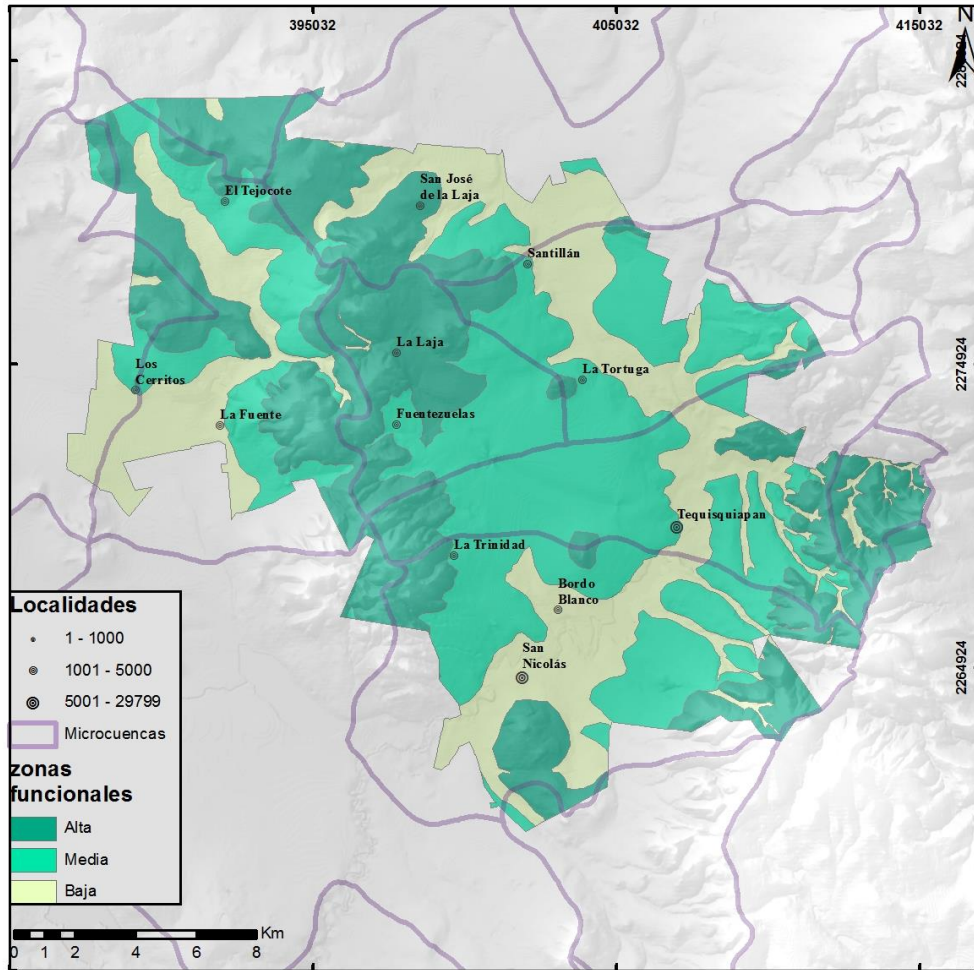 395032
405032
415032
N
El Tejocote
San José
de la Laja
Santillán
2274924
La Laja
La Tortuga
Los
Cerritos
La Fuente
Fuentezuelas
Tequisquiapan
La Trinidad
Bordo
Blanco
San
Nicolás
2264924
Localidades
1 - 1000
1001 - 5000
5001 - 29799
Microcuencas
zonas
funcionales
Alta
Media
Baja
Km
0 1 2 4 6 8